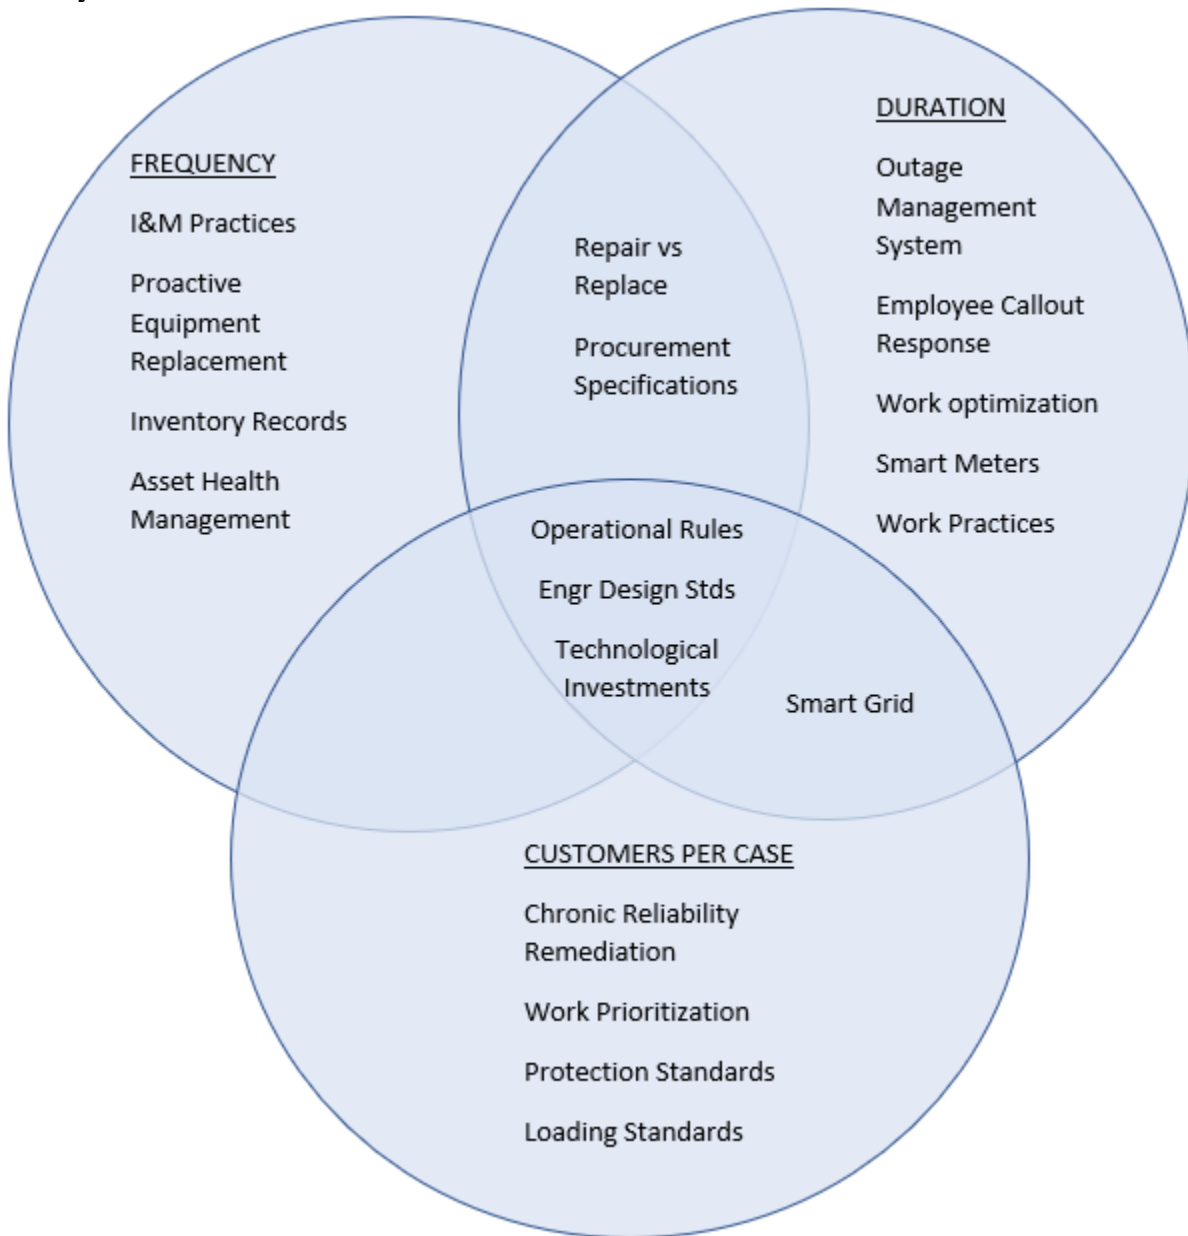 FREQUENCY
I&M Practices
Proactive
Equipment
Replacement
Inventory Records
Asset Health
Management
Repair vs
Replace
Procurement
Specifications
DURATION
Outage
Management
System
Employee Callout
Response
Work optimization
Smart Meters
Work Practices
Operational Rules
Engr Design Stds
Technological
Investments
Smart Grid
CUSTOMERS PER CASE
Chronic Reliability
Remediation
Work Prioritization
Protection Standards
Loading Standards